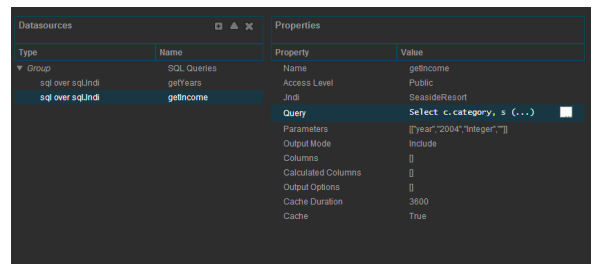 Datasources
Properties
Type Name
Property Value
Group SQL Queries
Name getIncome
sql over sqlJndi getYears
Access Level Public
sql over sqlJndi getIncome
Jndi SeasideResort
Query Select c.category, s (...) ...
Parameters [["year","2004","Integer",""]]
Output Mode Include
Columns []
Calculated Columns []
Output Options []
Cache Duration 3600
Cache True